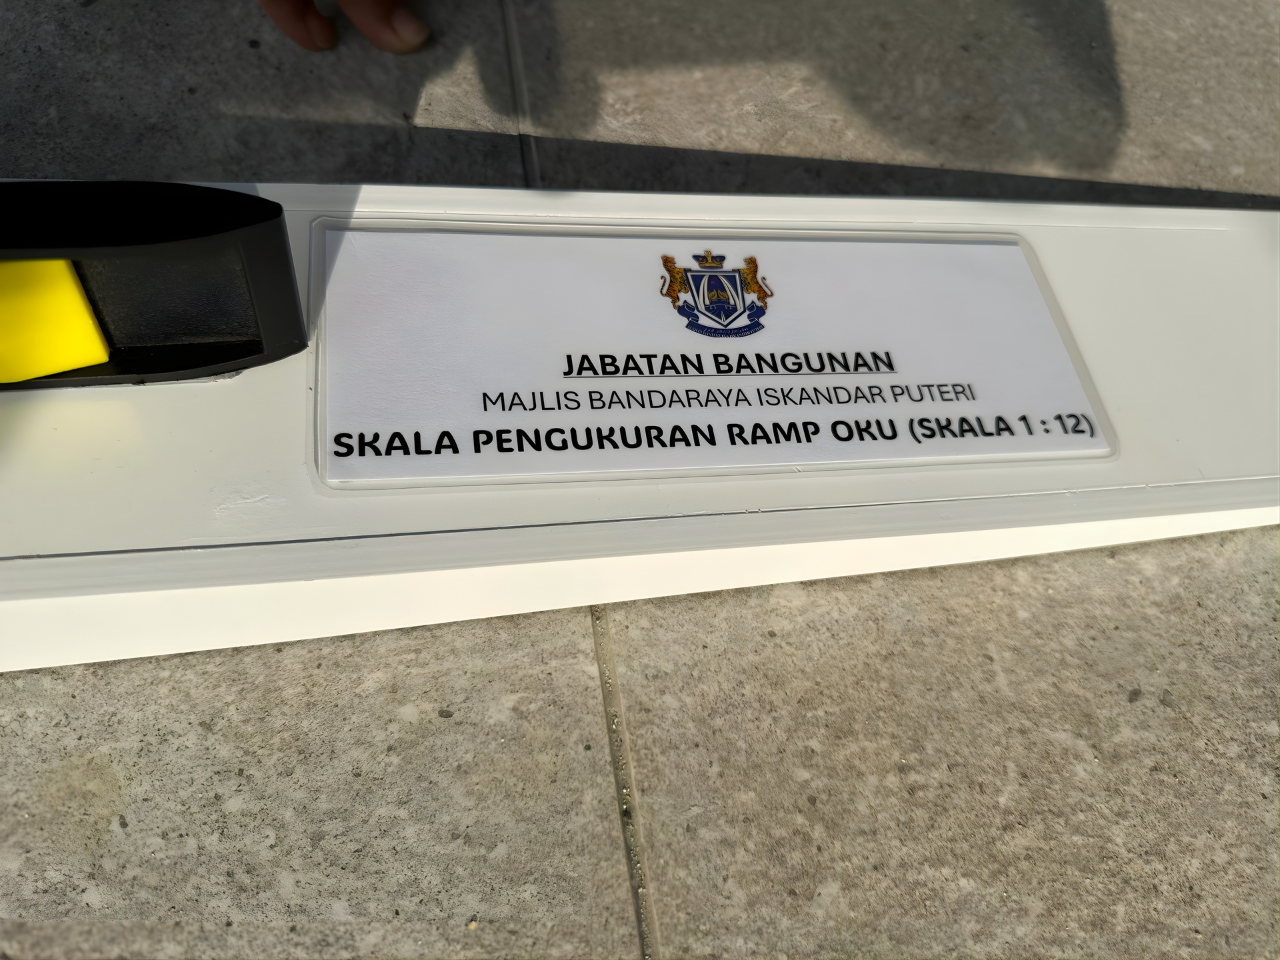 JABATAN BANGUNAN
MAJLIS BANDARAYA ISKANDAR PUTERI
SKALA PENGUKURAN RAMP OKU (SKALA 1 : 12)